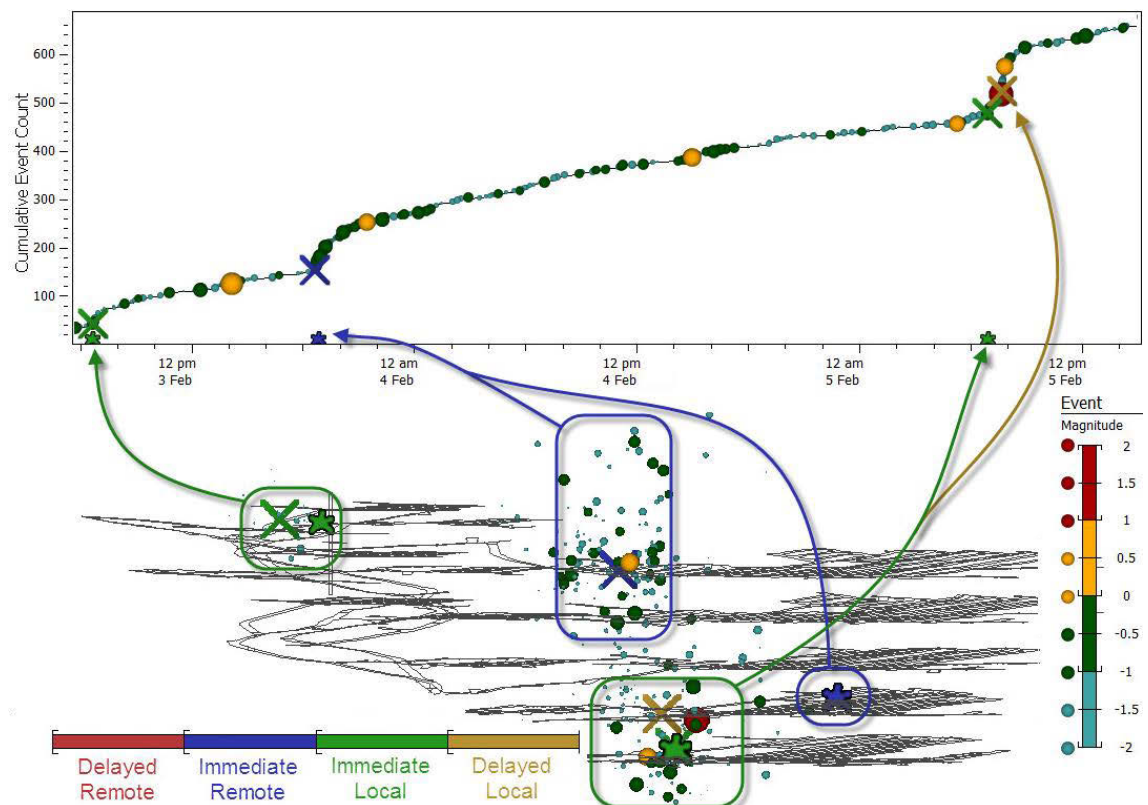 Cumulative Event Count
600
500
400
300
200
100
12 pm
3 Feb
12 am
4 Feb
12 pm
4 Feb
12 am
5 Feb
12 pm
5 Feb
Event
Magnitude
2
1.5
1
0.5
0
-0.5
-1
-1.5
-2
Delayed
Remote
Immediate
Remote
Immediate
Local
Delayed
Local